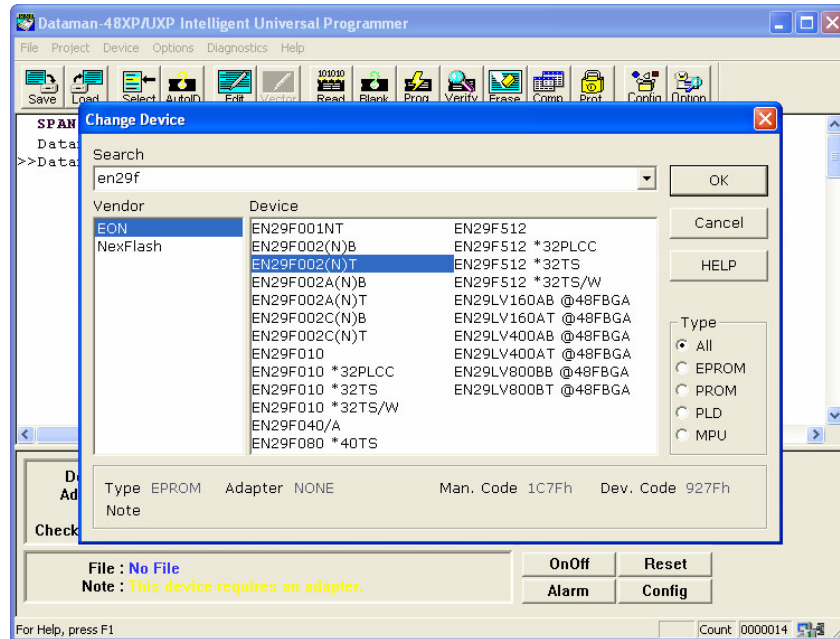 Dataman-48XP/UXP Intelligent Universal Programmer
File Project Device Options Diagnostics Help
101010
Save Load Select AutoID Edit Vector Read Blank Prog Verify Erase Comp Prot Config Option
SPAN
Data
>>Data
Change Device
Search
en29f
OK
Cancel
HELP
Vendor
EON
NexFlash
Device
EN29F001NT
EN29F002(N)B
EN29F002(N)T
EN29F002A(N)B
EN29F002A(N)T
EN29F002C(N)B
EN29F002C(N)T
EN29F010
EN29F010 *32PLCC
EN29F010 *32TS
EN29F010 *32TS/W
EN29F040/A
EN29F080 *40TS
EN29F512
EN29F512 *32PLCC
EN29F512 *32TS
EN29F512 *32TS/W
EN29LV160AB @48FBGA
EN29LV160AT @48FBGA
EN29LV400AB @48FBGA
EN29LV400AT @48FBGA
EN29LV800BB @48FBGA
EN29LV800BT @48FBGA
Type
All
EPROM
PROM
PLD
MPU
Type EPROM Adapter NONE Man. Code 1C7Fh Dev. Code 927Fh
Note
Ad
Check
File : No File
Note : This device requires an adapter.
OnOff Reset
Alarm Config
For Help, press F1
Count 0000014